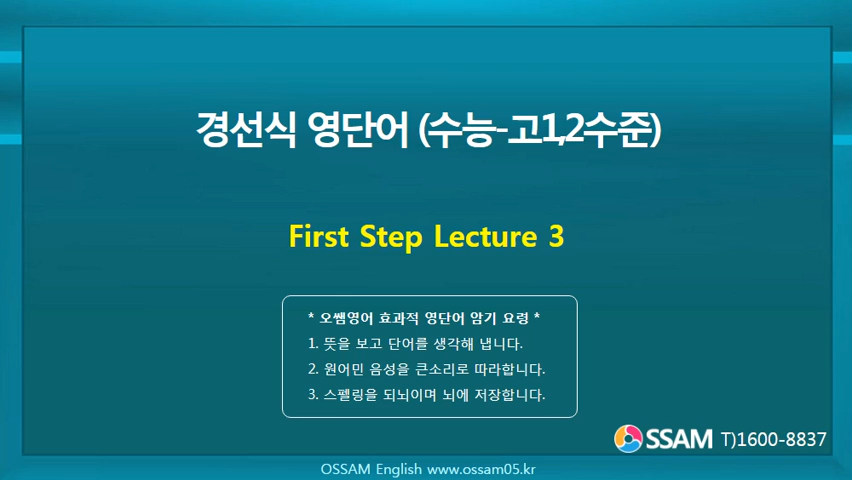 경선식 영단어 (수능-고1,2수준)
First Step Lecture 3
* 오쌤영어 효과적 영단어 암기 요령 *
1. 뜻을 보고 단어를 생각해 냅니다.
2. 원어민 음성을 큰소리로 따라합니다.
3. 스펠링을 되뇌이며 뇌에 저장합니다.
OSSAM T)1600-8837
OSSAM English www.ossam05.kr